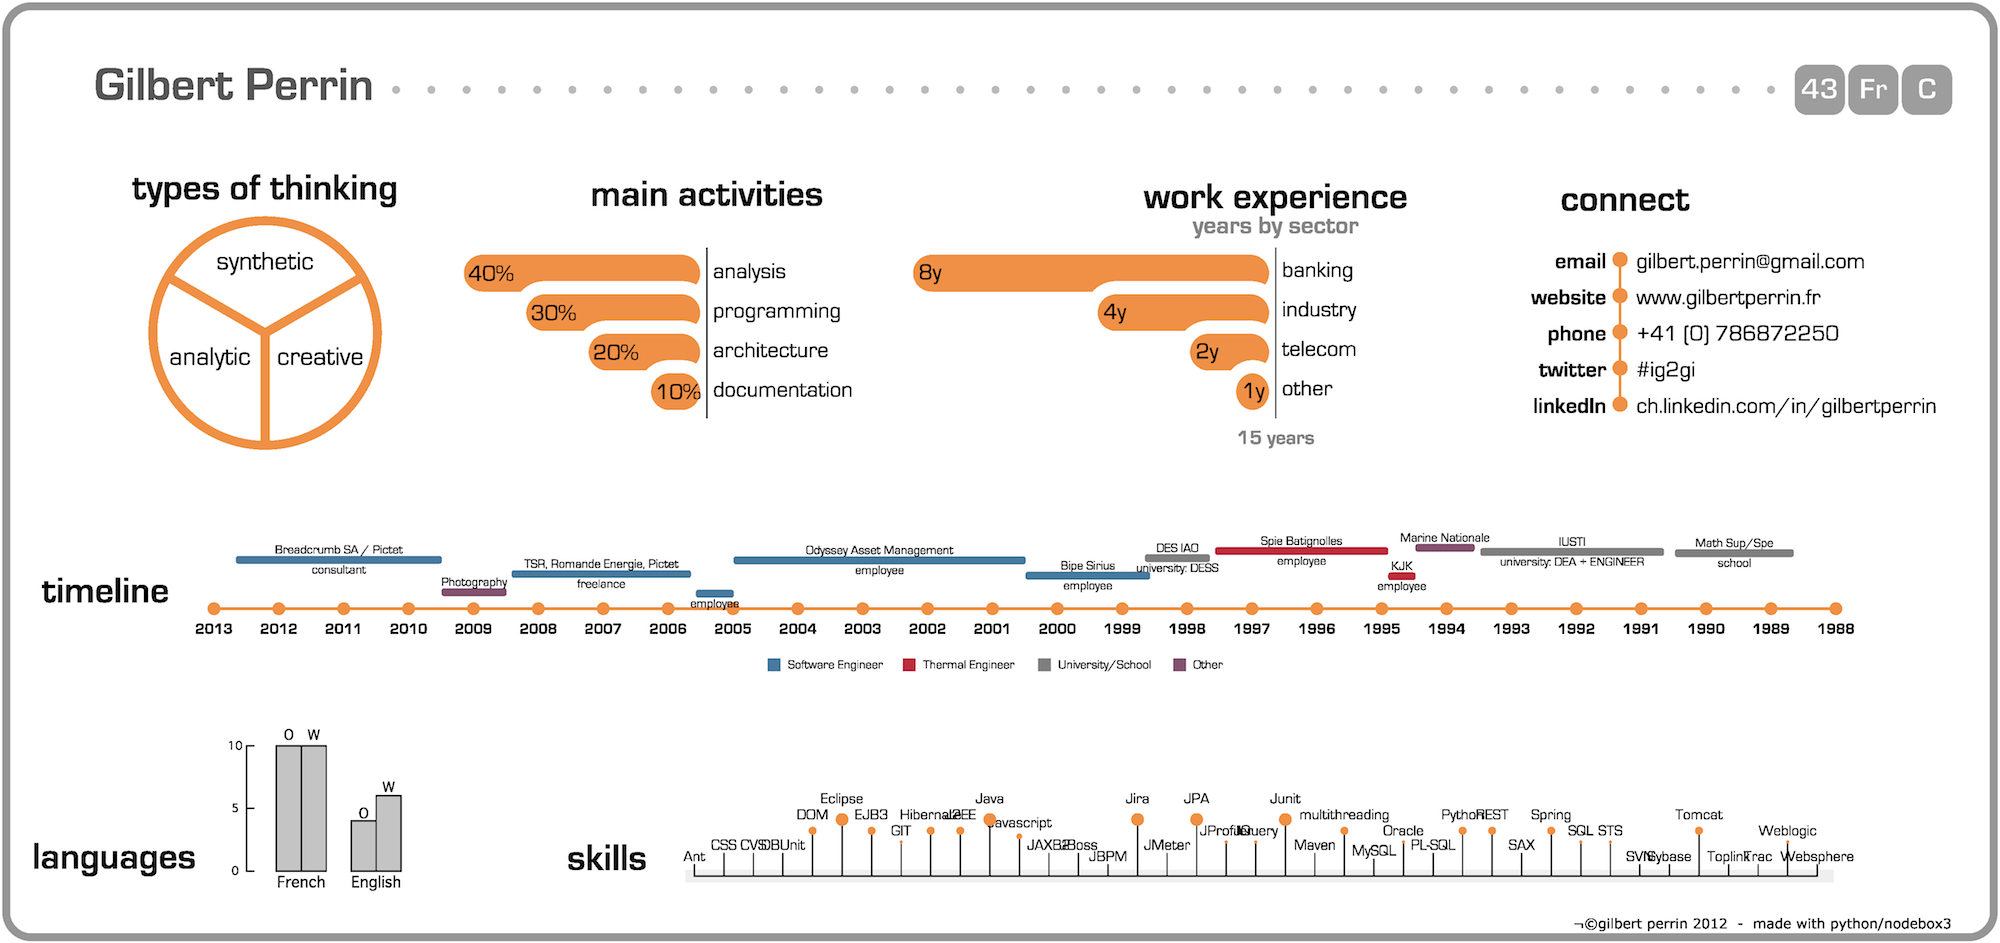 Gilbert Perrin
43 Fr C
types of thinking
synthetic
analytic
creative
main activities
40% analysis
30% programming
20% architecture
10% documentation
work experience
years by sector
8y banking
4y industry
2y telecom
1y other
15 years
connect
email gilbert.perrin@gmail.com
website www.gilbertperrin.fr
phone +41 (0) 786872250
twitter #ig2gi
linkedIn ch.linkedin.com/in/gilbertperrin
timeline
Breadcrumb SA / Pictet
consultant
Photography
TSR, Romande Energie, Pictet
freelance
employee
Odyssey Asset Management
employee
Bipe Sirius
employee
DES IAO
university: DESS
Spie Batignolles
employee
KJK
employee
Marine Nationale
IUSTI
university: DEA + ENGINEER
Math Sup/Spe
school
2013 2012 2011 2010 2009 2008 2007 2006 2005 2004 2003 2002 2001 2000 1999 1998 1997 1996 1995 1994 1993 1992 1991 1990 1989 1988
Software Engineer
Thermal Engineer
University/School
Other
languages
10
5
0
O W
French
O W
English
skills
Ant
CSS
CVS
DBUnit
DOM
Eclipse
EJB3
GIT
Hibernate
J2EE
Java
Javascript
JAXB2
JBoss
JBPM
Jira
JMeter
JPA
JProfiler
JQuery
Junit
Maven
multithreading
MySQL
Oracle
PL-SQL
Python
REST
SAX
Spring
SQL
STS
SVN
Sybase
Tomcat
Toplink
Trac
Weblogic
Websphere
¬©gilbert perrin 2012 - made with python/nodebox3